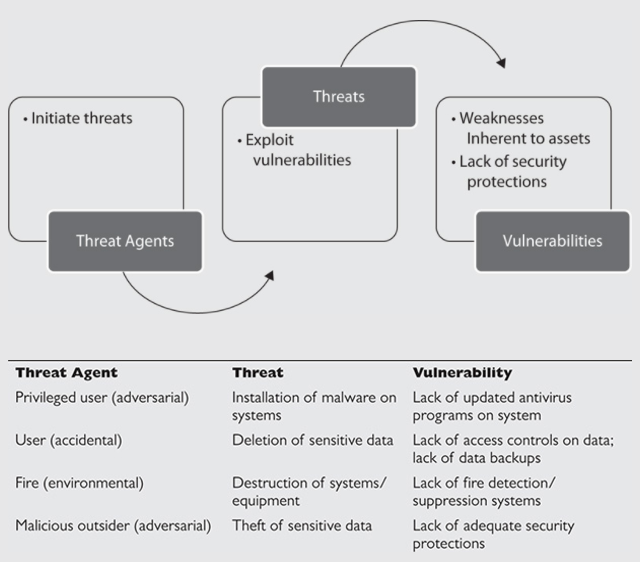 • Initiate threats
Threat Agents
Threats
• Exploit
vulnerabilities
• Weaknesses
Inherent to assets
• Lack of security
protections
Vulnerabilities
Threat Agent Threat Vulnerability
Privileged user (adversarial) Installation of malware on Lack of updated antivirus
systems programs on system
User (accidental) Deletion of sensitive data Lack of access controls on data;
lack of data backups
Fire (environmental) Destruction of systems/ Lack of fire detection/
equipment suppression systems
Malicious outsider (adversarial) Theft of sensitive data Lack of adequate security
protections